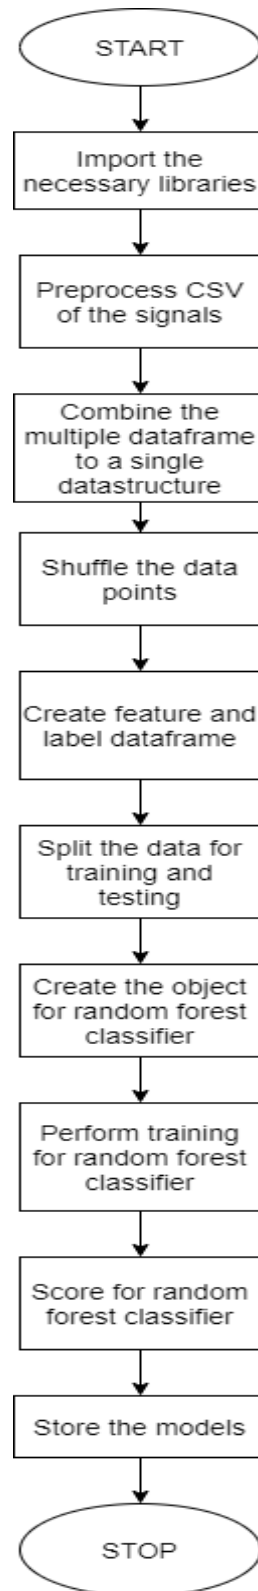 START
Import the
necessary libraries
Preprocess CSV
of the signals
Combine the
multiple dataframe
to a single
datastructure
Shuffle the data
points
Create feature and
label dataframe
Split the data for
training and
testing
Create the object
for random forest
classifier
Perform training
for random forest
classifier
Score for random
forest classifier
Store the models
STOP